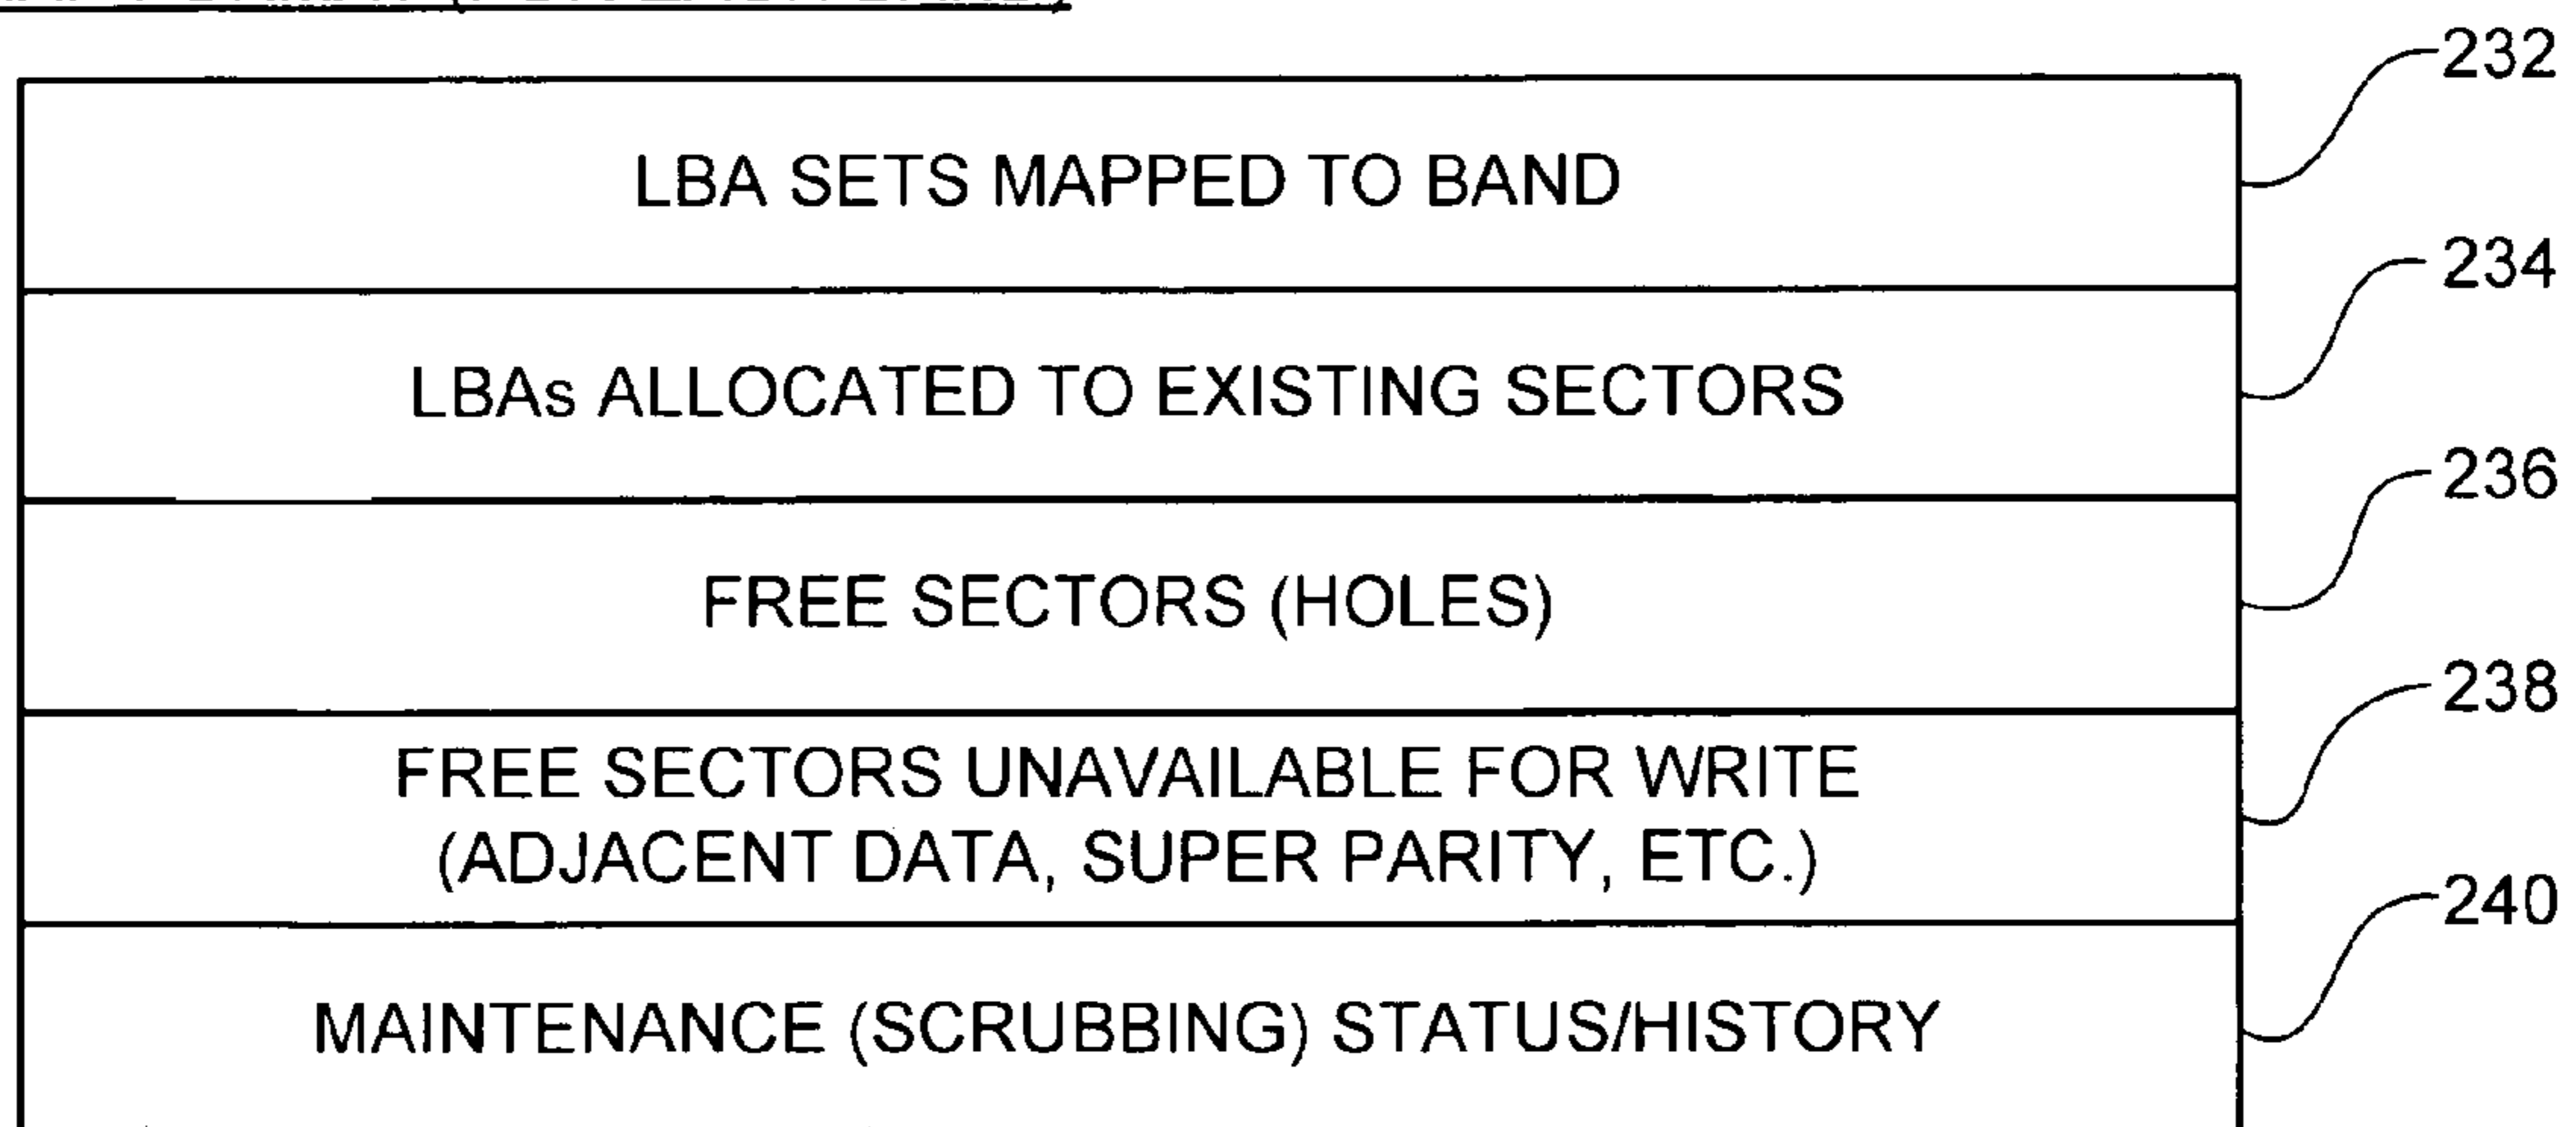 232
LBA SETS MAPPED TO BAND
234
LBAs ALLOCATED TO EXISTING SECTORS
236
FREE SECTORS (HOLES)
238
FREE SECTORS UNAVAILABLE FOR WRITE
(ADJACENT DATA, SUPER PARITY, ETC.)
240
MAINTENANCE (SCRUBBING) STATUS/HISTORY